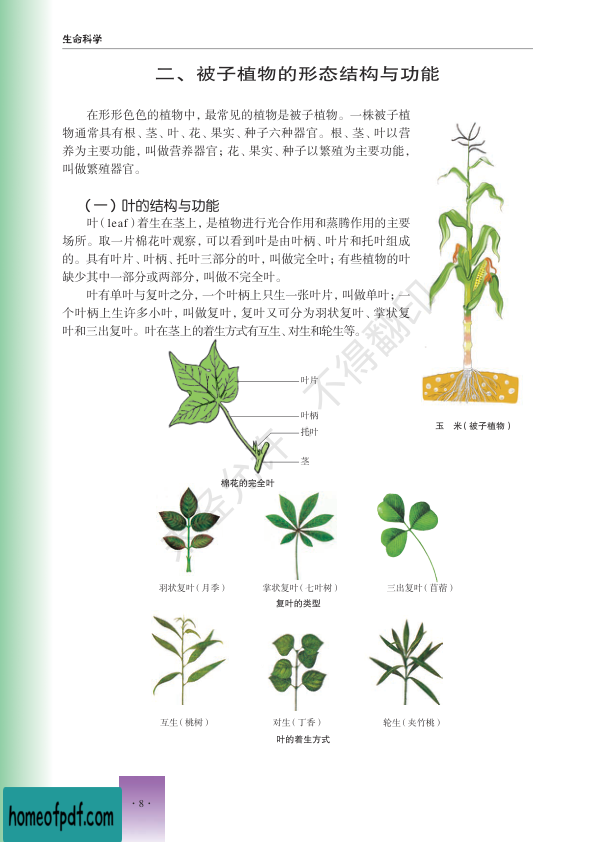 生命科学
二、被子植物的形态结构与功能
在形形色色的植物中，最常见的植物是被子植物。一株被子植
物通常具有根、茎、叶、花、果实、种子六种器官。根、茎、叶以营
养为主要功能，叫做营养器官；花、果实、种子以繁殖为主要功能，
叫做繁殖器官。
（一）叶的结构与功能
叶（leaf）着生在茎上，是植物进行光合作用和蒸腾作用的主要
场所。取一片棉花叶观察，可以看到叶是由叶柄、叶片和托叶组成
的。具有叶片、叶柄、托叶三部分的叶，叫做完全叶；有些植物的叶
缺少其中一部分或两部分，叫做不完全叶。
叶有单叶与复叶之分，一个叶柄上只生一张叶片，叫做单叶；一
个叶柄上生许多小叶，叫做复叶，复叶又可分为羽状复叶、掌状复
叶和三出复叶。叶在茎上的着生方式有互生、对生和轮生等。
玉 米（被子植物）
叶片
叶柄
托叶
茎
棉花的完全叶
未经允许 不得翻印
羽状复叶（月季） 掌状复叶（七叶树） 三出复叶（苜蓿）
复叶的类型
互生（桃树） 对生（丁香） 轮生（夹竹桃）
叶的着生方式
·8·
homeofpdf.com